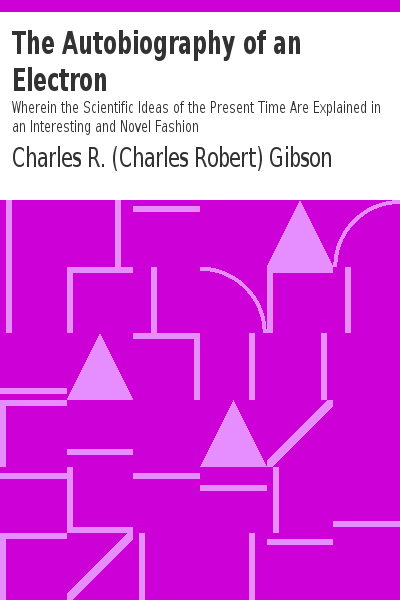 The Autobiography of an
Electron
Wherein the Scientific Ideas of the Present Time Are Explained in
an Interesting and Novel Fashion
Charles R. (Charles Robert) Gibson